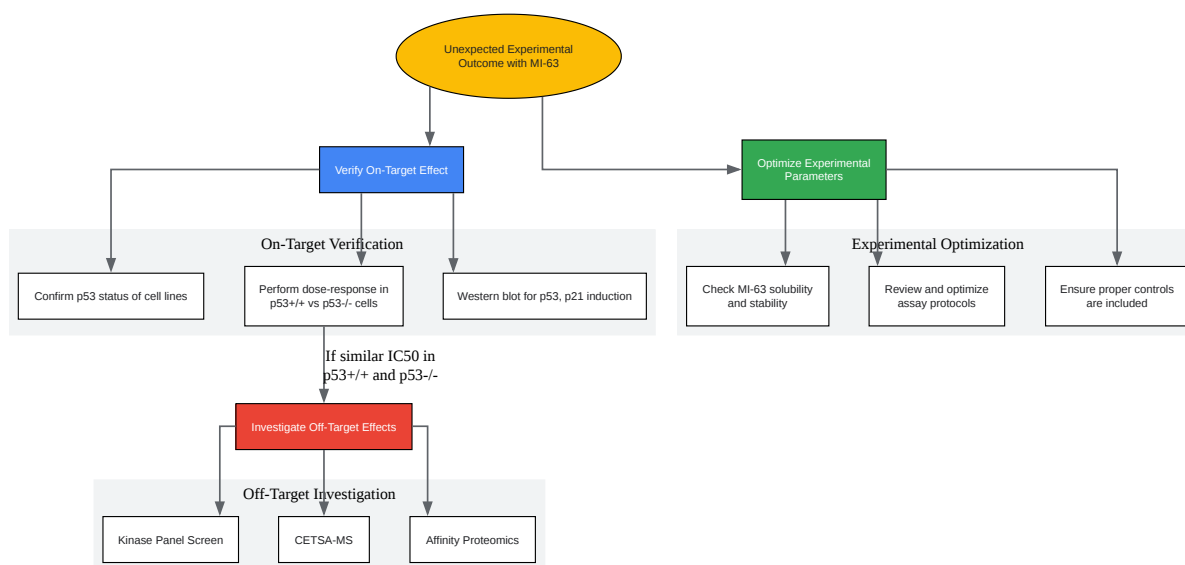 Unexpected Experimental
Outcome with MI-63
Verify On-Target Effect
Optimize Experimental
Parameters
On-Target Verification
Experimental Optimization
Confirm p53 status of cell lines
Perform dose-response in
p53+/+ vs p53-/- cells
Western blot for p53, p21 induction
Check MI-63 solubility
and stability
Review and optimize
assay protocols
Ensure proper controls
are included
If similar IC50 in
p53+/+ and p53-/-
Investigate Off-Target Effects
Off-Target Investigation
Kinase Panel Screen
CETSA-MS
Affinity Proteomics